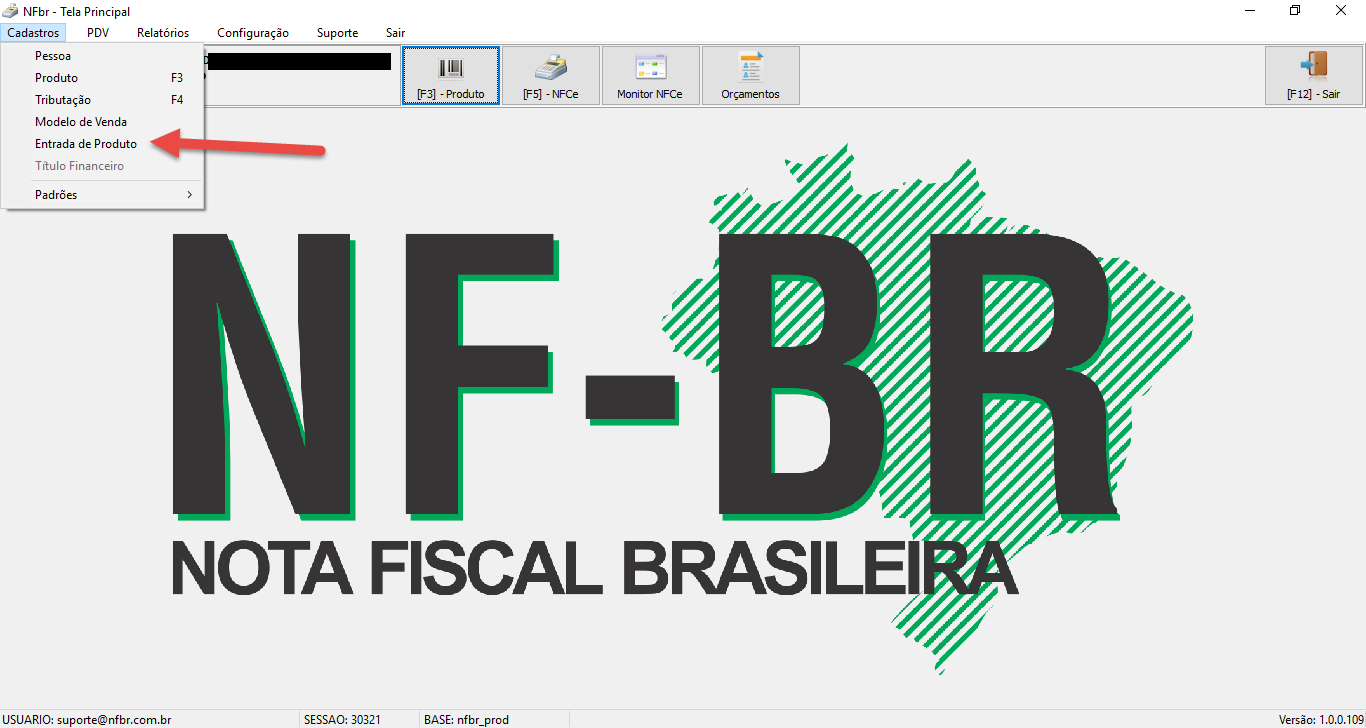 NFbr - Tela Principal
Cadastros PDV Relatórios Configuração Suporte Sair
Pessoa
Produto F3
Tributação F4
Modelo de Venda
Entrada de Produto
Título Financeiro
Padrões
[F3] - Produto [F5] - NFCe Monitor NFCe Orçamentos [F12] - Sair
NF-BR
NOTA FISCAL BRASILEIRA
USUARIO: suporte@nfbr.com.br SESSAO: 30321 BASE: nfbr_prod Versão: 1.0.0.109